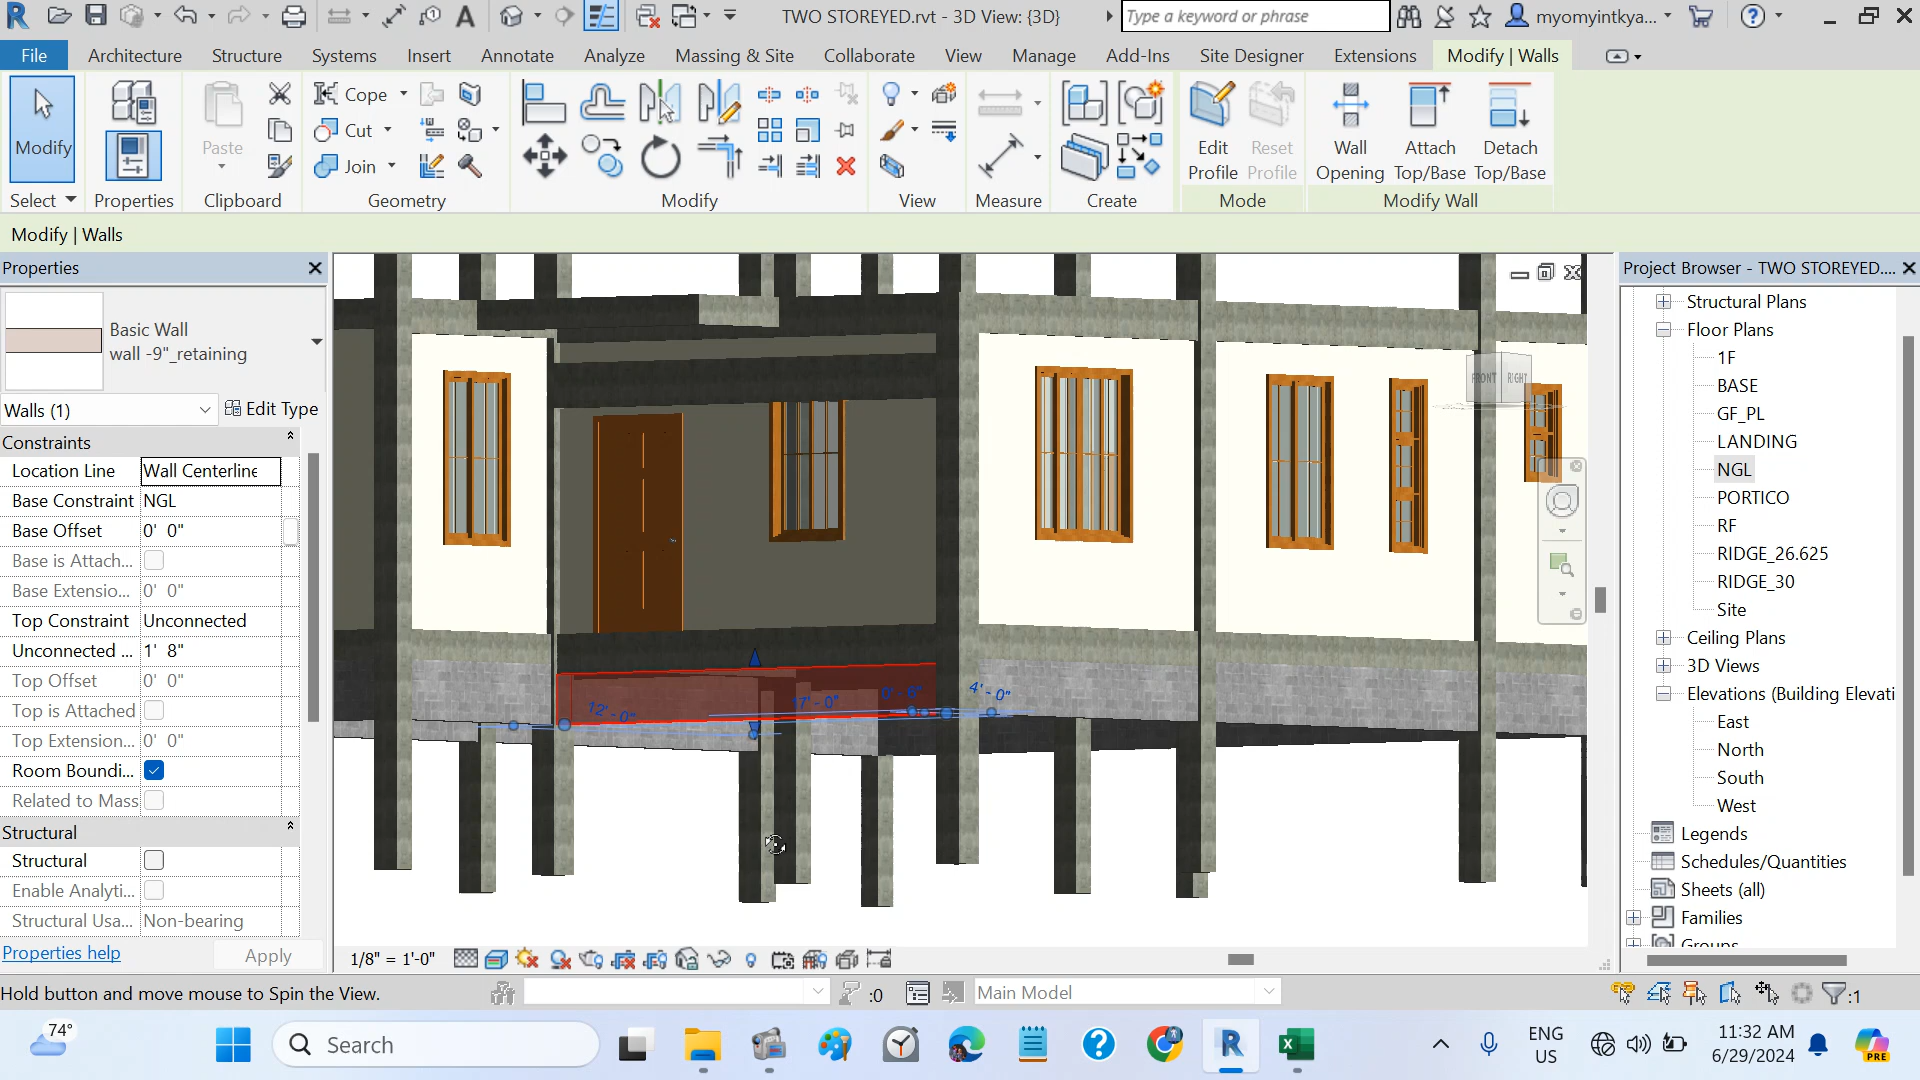 TWO STOREYED.rvt - 3D View: {3D}
Type a keyword or phrase
myomyintkya...
File
Architecture
Structure
Systems
Insert
Annotate
Analyze
Massing & Site
Collaborate
View
Manage
Add-Ins
Site Designer
Extensions
Modify | Walls
Modify
Paste
Cope
Cut
Join
Edit Profile
Reset Profile
Wall Opening
Attach Top/Base
Detach Top/Base
Select
Properties
Clipboard
Geometry
Modify
View
Measure
Create
Mode
Modify Wall
Modify | Walls
Properties
Basic Wall
wall -9"_retaining
Walls (1)
Edit Type
Constraints
Location Line Wall Centerline
Base Constraint NGL
Base Offset 0' 0"
Base is Attach...
Base Extensio... 0' 0"
Top Constraint Unconnected
Unconnected ... 1' 8"
Top Offset 0' 0"
Top is Attached
Top Extension... 0' 0"
Room Boundi...
Related to Mass
Structural
Structural
Enable Analyti...
Structural Usa... Non-bearing
Properties help
Apply
FRONT
RIGHT
12' - 0"
17' - 0"
4' - 0"
1/8" = 1'-0"
Project Browser - TWO STOREYED....
Structural Plans
Floor Plans
1F
BASE
GF_PL
LANDING
NGL
PORTICO
RF
RIDGE_26.625
RIDGE_30
Site
Ceiling Plans
3D Views
Elevations (Building Elevati
East
North
South
West
Legends
Schedules/Quantities
Sheets (all)
Families
Groups
Hold button and move mouse to Spin the View.
:0
Main Model
:1
74°
Search
ENG
US
11:32 AM
6/29/2024
PRE